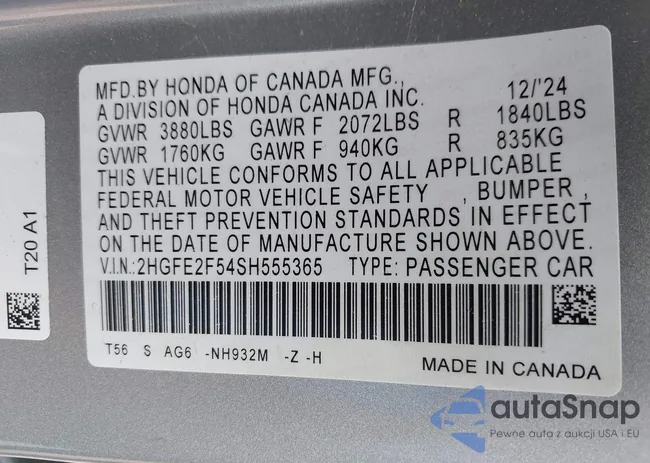 MFD.BY HONDA OF CANADA MFG.,
A DIVISION OF HONDA CANADA INC. 12/'24
GVWR 3880LBS GAWR F 2072LBS R 1840LBS
GVWR 1760KG GAWR F 940KG R 835KG
THIS VEHICLE CONFORMS TO ALL APPLICABLE
FEDERAL MOTOR VEHICLE SAFETY , BUMPER ,
AND THEFT PREVENTION STANDARDS IN EFFECT
ON THE DATE OF MANUFACTURE SHOWN ABOVE.
V.I.N.:2HGFE2F54SH555365 TYPE: PASSENGER CAR
T56 S AG6 -NH932M -Z -H
MADE IN CANADA
T20 A1
autaSnap
Pewne auta z aukcji USA i EU